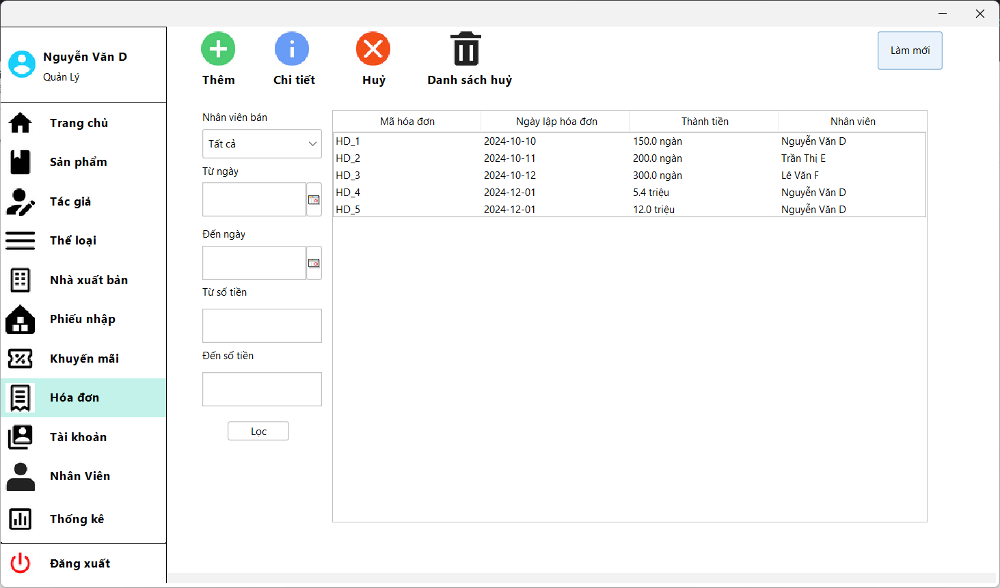 Nguyễn Văn D
Quản Lý
Trang chủ
Sản phẩm
Tác giả
Thể loại
Nhà xuất bản
Phiếu nhập
Khuyến mãi
Hóa đơn
Tài khoản
Nhân Viên
Thống kê
Đăng xuất
Thêm Chi tiết Huỷ Danh sách huỷ
Làm mới
Nhân viên bán
Tất cả
Từ ngày
Đến ngày
Từ số tiền
Đến số tiền
Lọc
Mã hóa đơn Ngày lập hóa đơn Thành tiền Nhân viên
HD_1 2024-10-10 150.0 ngàn Nguyễn Văn D
HD_2 2024-10-11 200.0 ngàn Trần Thị E
HD_3 2024-10-12 300.0 ngàn Lê Văn F
HD_4 2024-12-01 5.4 triệu Nguyễn Văn D
HD_5 2024-12-01 12.0 triệu Nguyễn Văn D